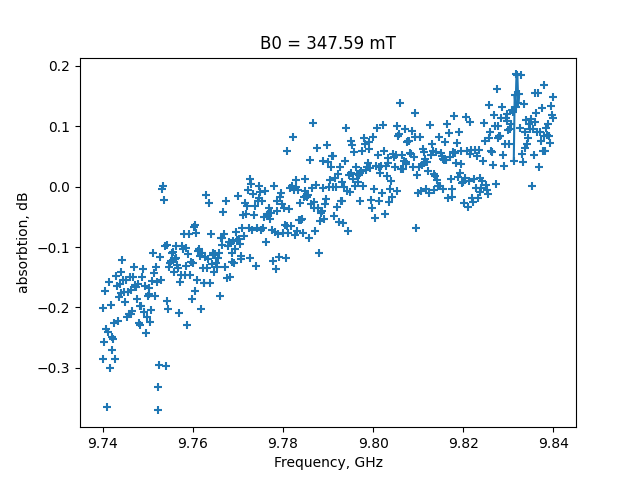 B0 = 347.59 mT
0.2
0.1
0.0
−0.1
−0.2
−0.3
absorbtion, dB
9.74 9.76 9.78 9.80 9.82 9.84
Frequency, GHz